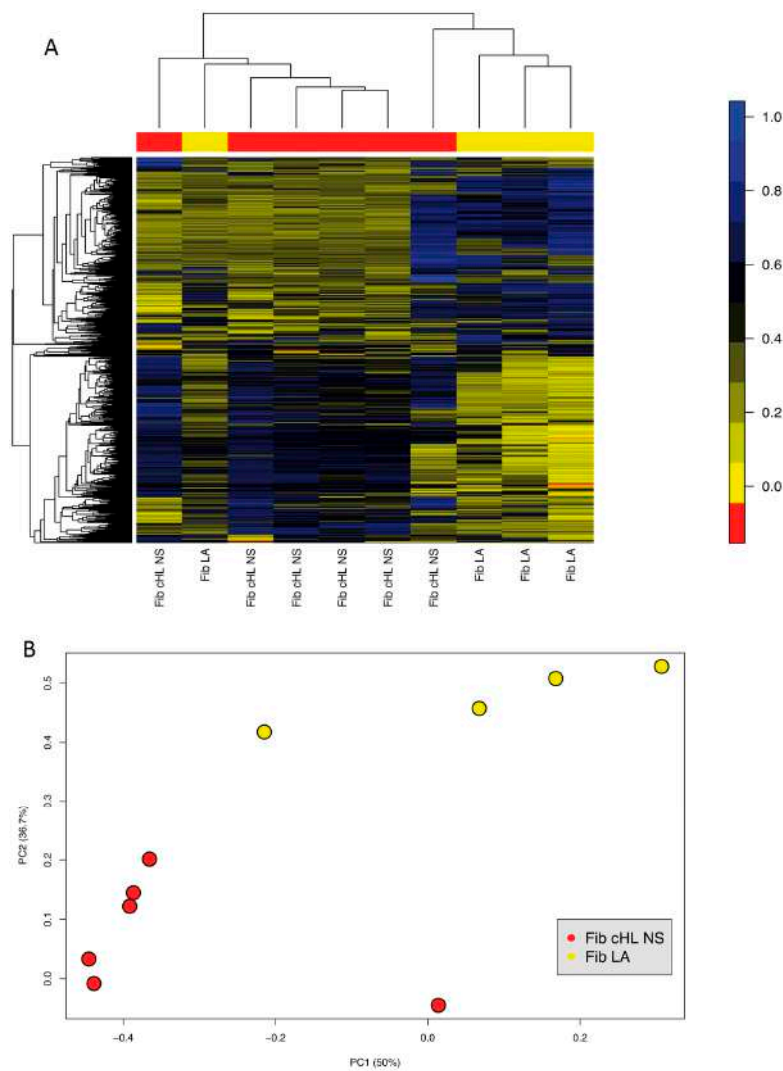 A
1.0
0.8
0.6
0.4
0.2
0.0
Fib cHL NS
Fib LA
Fib cHL NS
Fib cHL NS
Fib cHL NS
Fib cHL NS
Fib cHL NS
Fib LA
Fib LA
Fib LA
B
PC2 (36.7%)
0.5
0.4
0.3
0.2
0.1
0.0
Fib cHL NS
Fib LA
−0.4
−0.2
0.0
0.2
PC1 (50%)